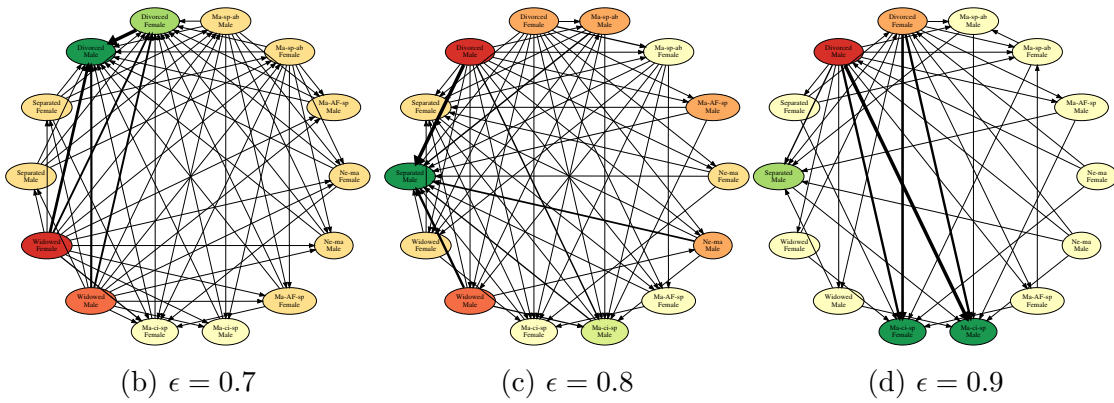 Divorced
Female
Ma-sp-ab
Male
Divorced
Male
Ma-sp-ab
Female
Separated
Female
Ma-AF-sp
Male
Separated
Male
Ne-ma
Female
Widowed
Female
Ne-ma
Male
Widowed
Male
Ma-AF-sp
Female
Ma-ci-sp
Female
Ma-ci-sp
Male
(b) ϵ = 0.7
Divorced
Female
Ma-sp-ab
Male
Divorced
Male
Ma-sp-ab
Female
Separated
Female
Ma-AF-sp
Male
Separated
Male
Ne-ma
Female
Widowed
Female
Ne-ma
Male
Widowed
Male
Ma-AF-sp
Female
Ma-ci-sp
Female
Ma-ci-sp
Male
(c) ϵ = 0.8
Divorced
Female
Ma-sp-ab
Male
Divorced
Male
Ma-sp-ab
Female
Separated
Female
Ma-AF-sp
Male
Separated
Male
Ne-ma
Female
Widowed
Female
Ne-ma
Male
Widowed
Male
Ma-AF-sp
Female
Ma-ci-sp
Female
Ma-ci-sp
Male
(d) ϵ = 0.9